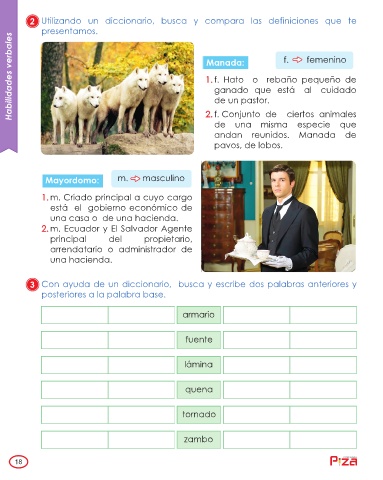 Habilidades verbales
2 Utilizando un diccionario, busca y compara las definiciones que te
presentamos.
Manada:
f. femenino
1. f. Hato o rebaño pequeño de
ganado que está al cuidado
de un pastor.
2. f. Conjunto de ciertos animales
de una misma especie que
andan reunidos. Manada de
pavos, de lobos.
Mayordomo:
m. masculino
1. m. Criado principal a cuyo cargo
está el gobierno económico de
una casa o de una hacienda.
2. m. Ecuador y El Salvador Agente
principal del propietario,
arrendatario o administrador de
una hacienda.
3 Con ayuda de un diccionario, busca y escribe dos palabras anteriores y
posteriores a la palabra base.
armario
fuente
lámina
quena
tornado
zambo
18